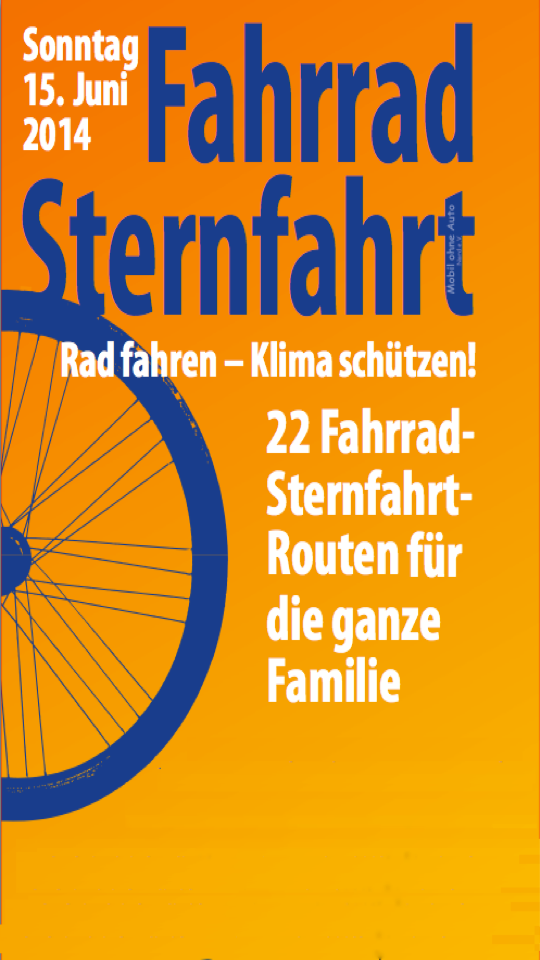 Sonntag
15. Juni
2014
Fahrrad
Sternfahrt
Mobil ohne Auto
Nord e.V.
Rad fahren – Klima schützen!
22 Fahrrad-
Sternfahrt-
Routen für
die ganze
Familie